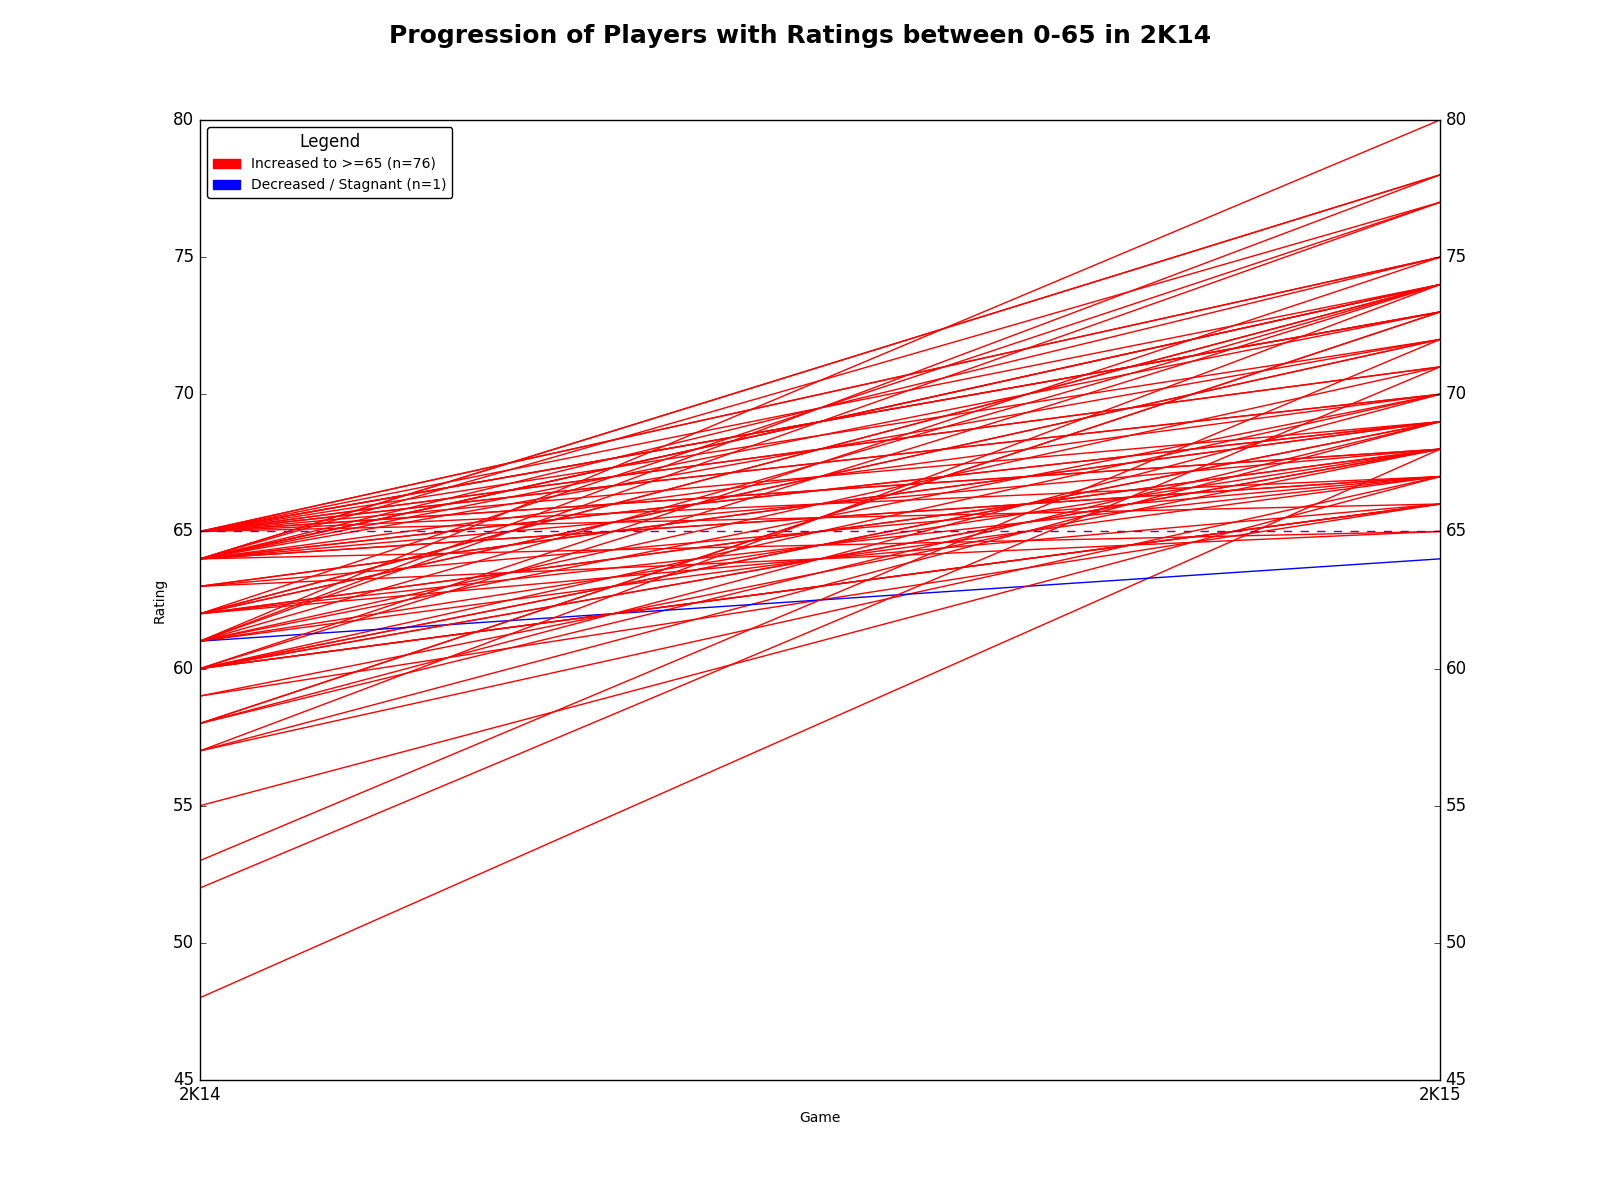 Progression of Players with Ratings between 0-65 in 2K14
80
80
Legend
Increased to >=65 (n=76)
Decreased / Stagnant (n=1)
75
75
70
70
65
65
Rating
60
60
55
55
50
50
45
45
2K14
2K15
Game